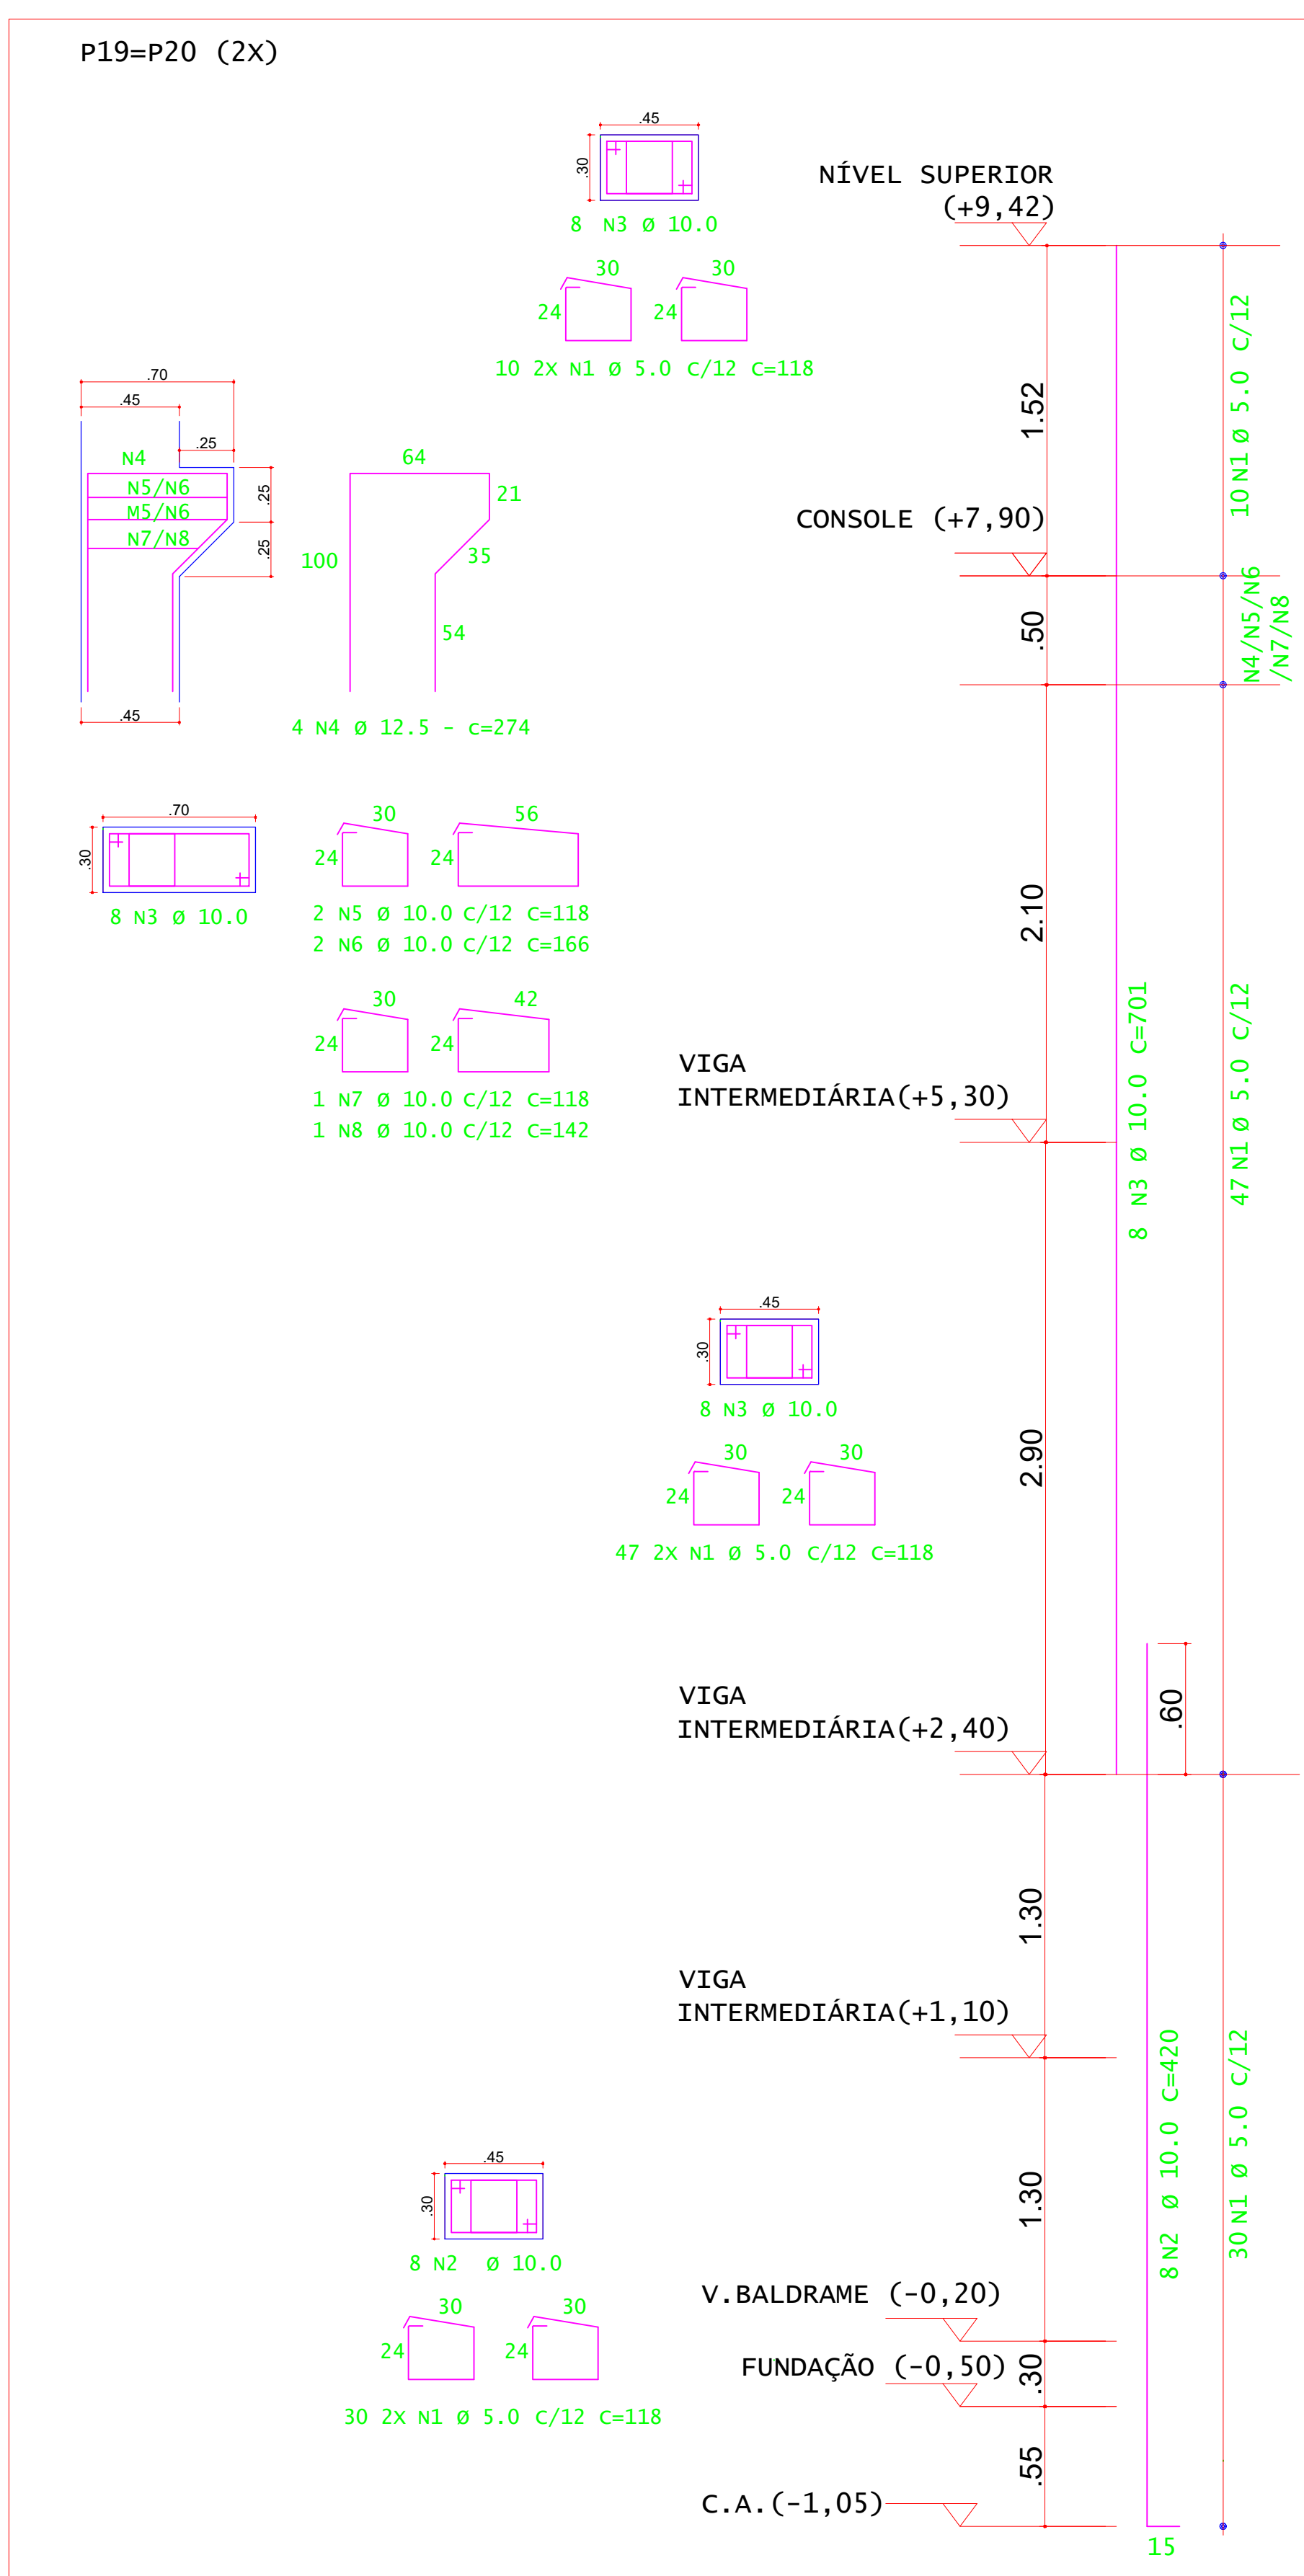 P19=P20 (2X)
.45
.30
8 N3 Ø 10.0
30
30
24
24
10 2X N1 Ø 5.0 C/12 C=118
NÍVEL SUPERIOR
(+9,42)
1.52
10 N1 Ø 5.0 C/12
.70
.45
.25
N4
N5/N6
M5/N6
N7/N8
.25
.25
.45
64
21
100
35
54
4 N4 Ø 12.5 - C=274
CONSOLE (+7,90)
.50
N4/N5/N6
/N7/N8
.70
.30
8 N3 Ø 10.0
30
56
24
24
2 N5 Ø 10.0 C/12 C=118
2 N6 Ø 10.0 C/12 C=166
30
42
24
24
1 N7 Ø 10.0 C/12 C=118
1 N8 Ø 10.0 C/12 C=142
2.10
8 N3 Ø 10.0 C=701
47 N1 Ø 5.0 C/12
VIGA
INTERMEDIÁRIA(+5,30)
.45
.30
8 N3 Ø 10.0
30
30
24
24
47 2X N1 Ø 5.0 C/12 C=118
2.90
VIGA
INTERMEDIÁRIA(+2,40)
.60
1.30
VIGA
INTERMEDIÁRIA(+1,10)
8 N2 Ø 10.0 C=420
30 N1 Ø 5.0 C/12
1.30
.45
.30
8 N2 Ø 10.0
30
30
24
24
30 2X N1 Ø 5.0 C/12 C=118
V.BALDRAME (-0,20)
.30
FUNDAÇÃO (-0,50)
.55
C.A.(-1,05)
15